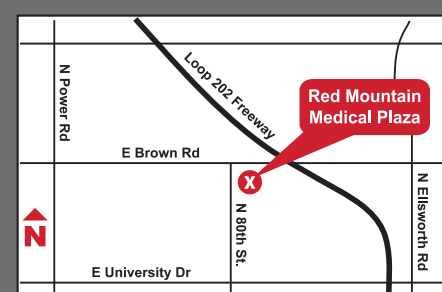 Loop 202 Freeway
N Power Rd
Red Mountain
Medical Plaza
E Brown Rd
X
N 80th St.
N Ellsworth Rd
N
E University Dr